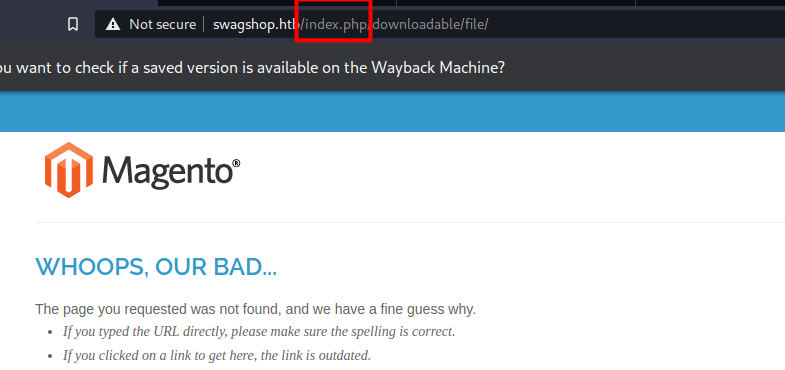 Not secure swagshop.htb/index.php/downloadable/file/
ou want to check if a saved version is available on the Wayback Machine?
Magento®
WHOOPS, OUR BAD...
The page you requested was not found, and we have a fine guess why.
• If you typed the URL directly, please make sure the spelling is correct.
• If you clicked on a link to get here, the link is outdated.